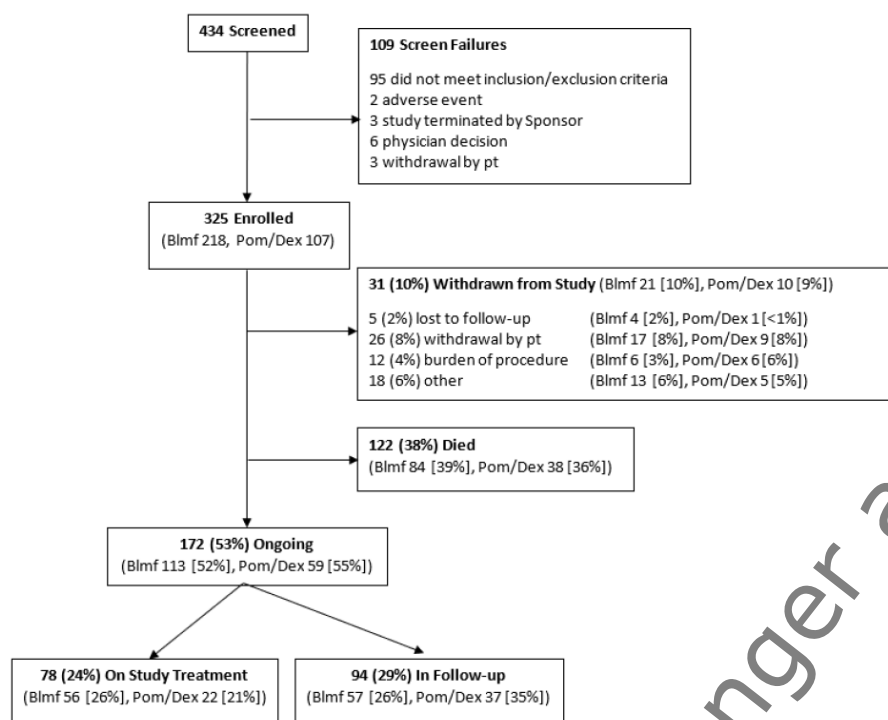 434 Screened
109 Screen Failures
95 did not meet inclusion/exclusion criteria
2 adverse event
3 study terminated by Sponsor
6 physician decision
3 withdrawal by pt
325 Enrolled
(Blmf 218, Pom/Dex 107)
31 (10%) Withdrawn from Study (Blmf 21 [10%], Pom/Dex 10 [9%])
5 (2%) lost to follow-up (Blmf 4 [2%], Pom/Dex 1 [<1%])
26 (8%) withdrawal by pt (Blmf 17 [8%], Pom/Dex 9 [8%])
12 (4%) burden of procedure (Blmf 6 [3%], Pom/Dex 6 [6%])
18 (6%) other (Blmf 13 [6%], Pom/Dex 5 [5%])
122 (38%) Died
(Blmf 84 [39%], Pom/Dex 38 [36%])
172 (53%) Ongoing
(Blmf 113 [52%], Pom/Dex 59 [55%])
78 (24%) On Study Treatment
(Blmf 56 [26%], Pom/Dex 22 [21%])
94 (29%) In Follow-up
(Blmf 57 [26%], Pom/Dex 37 [35%])